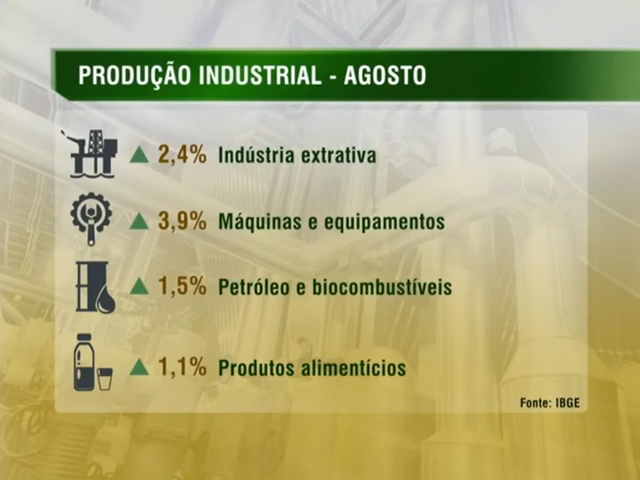 PRODUÇÃO INDUSTRIAL - AGOSTO
▲ 2,4% Indústria extrativa
▲ 3,9% Máquinas e equipamentos
▲ 1,5% Petróleo e biocombustíveis
▲ 1,1% Produtos alimentícios
Fonte: IBGE